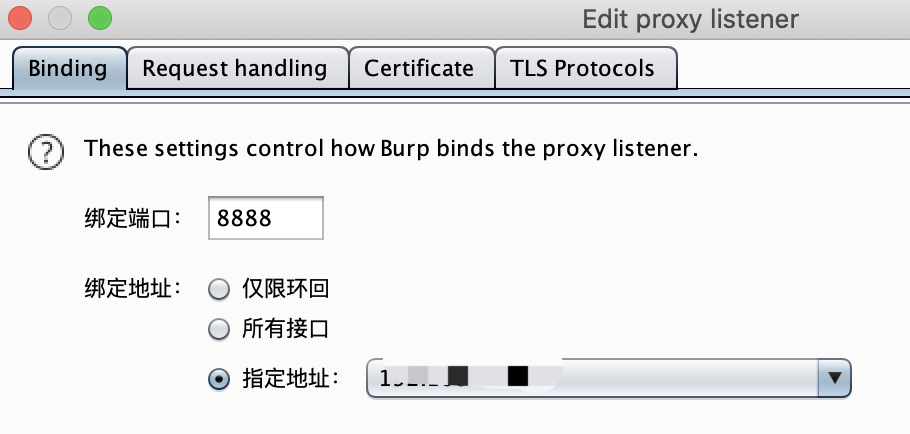 Edit proxy listener
Binding Request handling Certificate TLS Protocols
? These settings control how Burp binds the proxy listener.
绑定端口： 8888
绑定地址： 仅限环回
所有接口
指定地址：